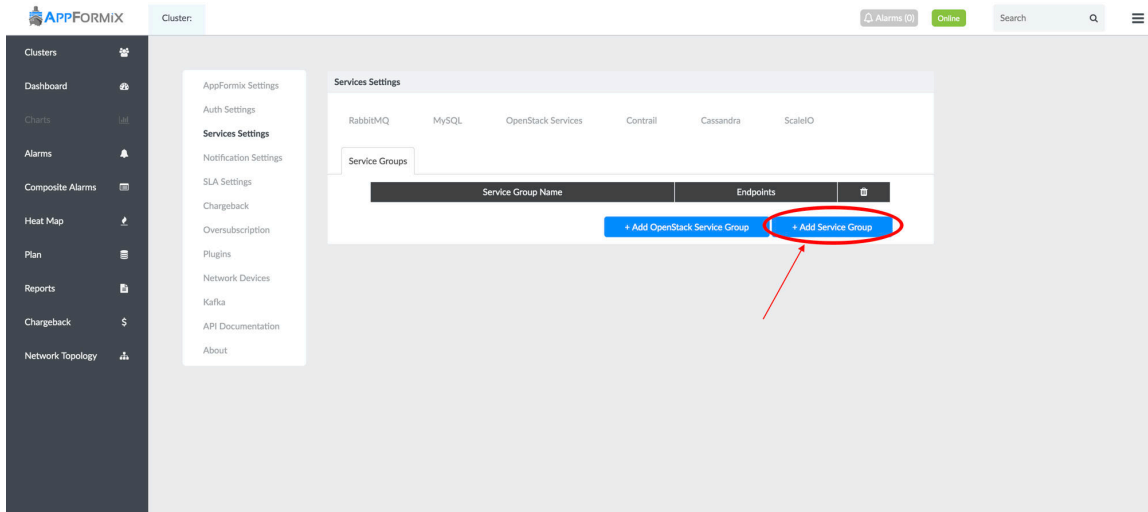 APPFORMIX
Cluster:
Alarms (0)
Online
Search
Clusters
Dashboard
Charts
Alarms
Composite Alarms
Heat Map
Plan
Reports
Chargeback
$
Network Topology
AppFormix Settings
Auth Settings
Services Settings
Notification Settings
SLA Settings
Chargeback
Oversubscription
Plugins
Network Devices
Kafka
API Documentation
About
Services Settings
RabbitMQ MySQL OpenStack Services Contrail Cassandra ScaleIO
Service Groups
Service Group Name Endpoints
+ Add OpenStack Service Group + Add Service Group